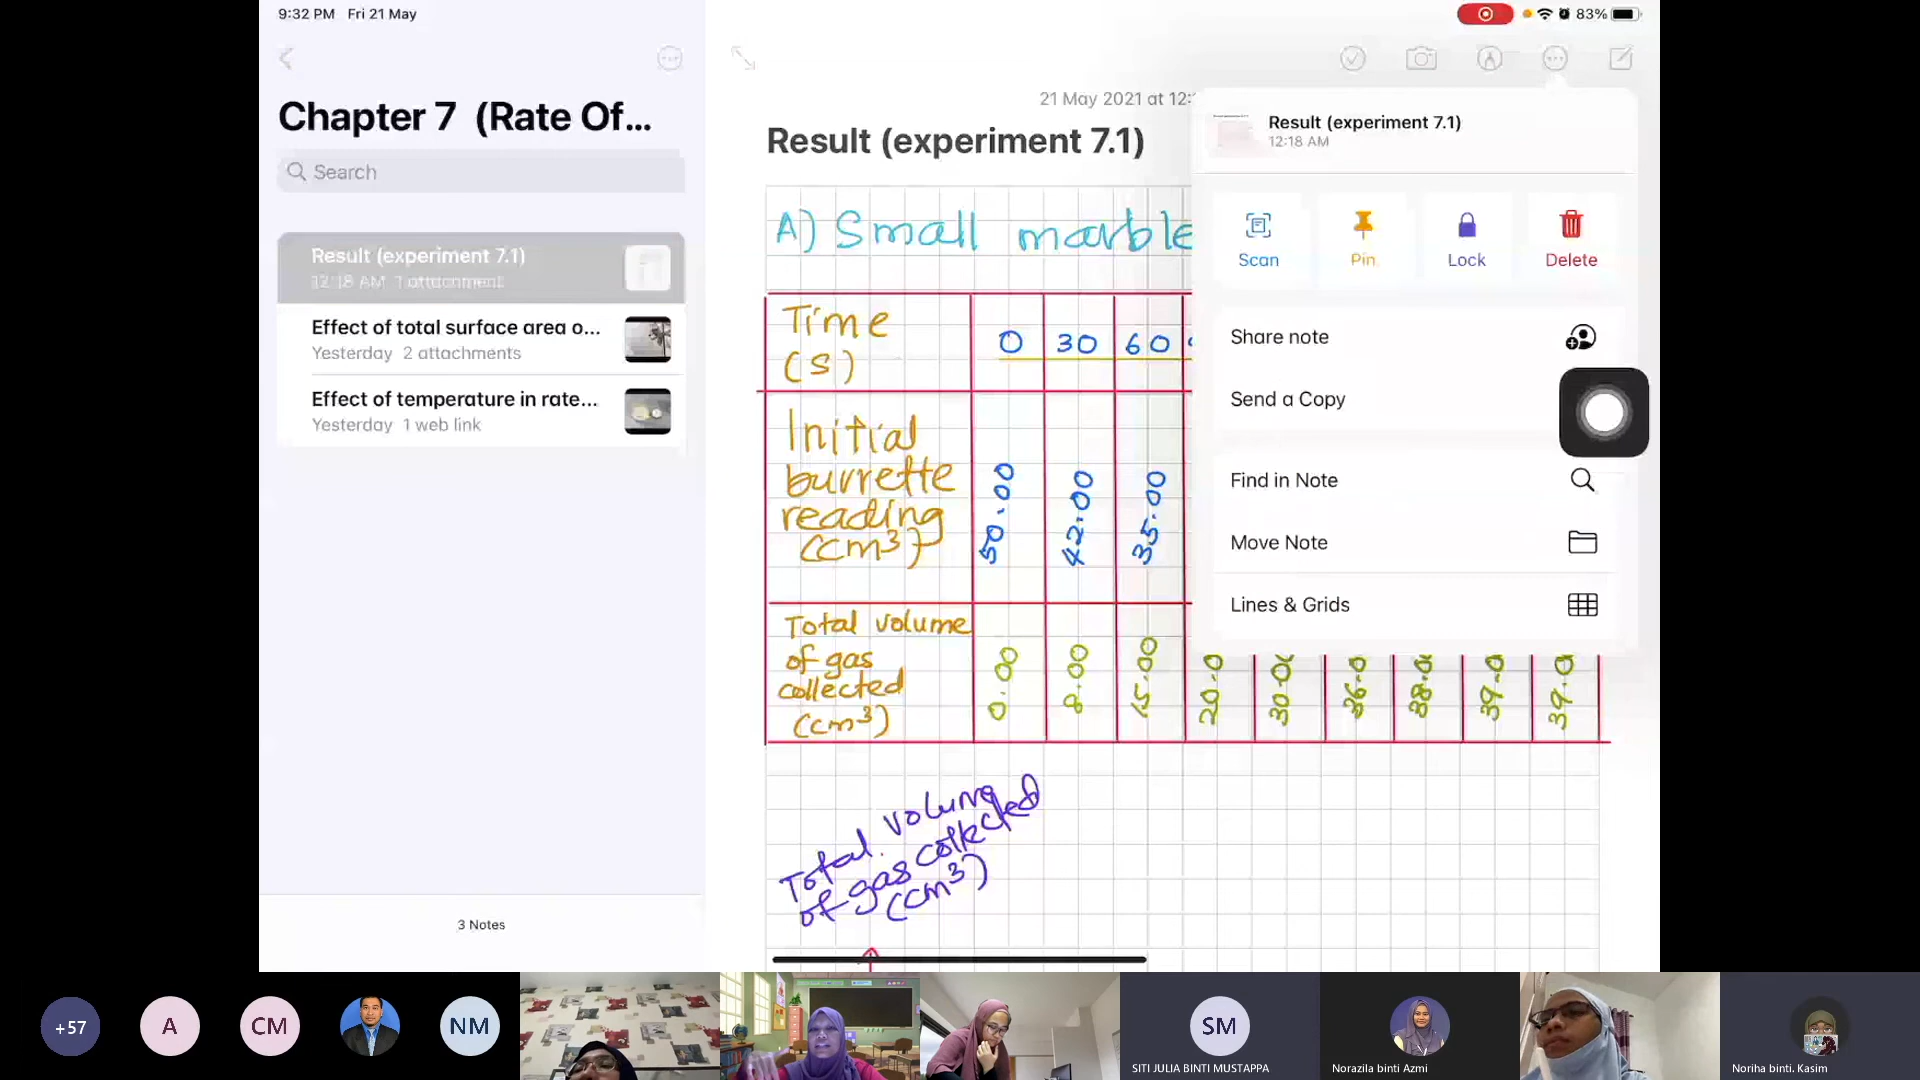 9:32 PM Fri 21 May
83%
Chapter 7 (Rate Of...
Search
Result (experiment 7.1)
12:18 AM 1 attachment
Effect of total surface area o...
Yesterday 2 attachments
Effect of temperature in rate...
Yesterday 1 web link
3 Notes
21 May 2021 at 12:
Result (experiment 7.1)
A) Small marble
Time
(s)
0 30 60
Initial
burrette
reading
(cm³)
50.00 42.00 35.00
Total volume
of gas
collected
(cm³)
0.00 8.00 15.00 20.0 30.00 36.0 38.0 39.0 39.0
Total volume
of gas collected
(cm³)
Result (experiment 7.1)
12:18 AM
Scan Pin Lock Delete
Share note
Send a Copy
Find in Note
Move Note
Lines & Grids
+57 A CM NM SM
SITI JULIA BINTI MUSTAPPA
Norazila binti Azmi
Noriha binti. Kasim